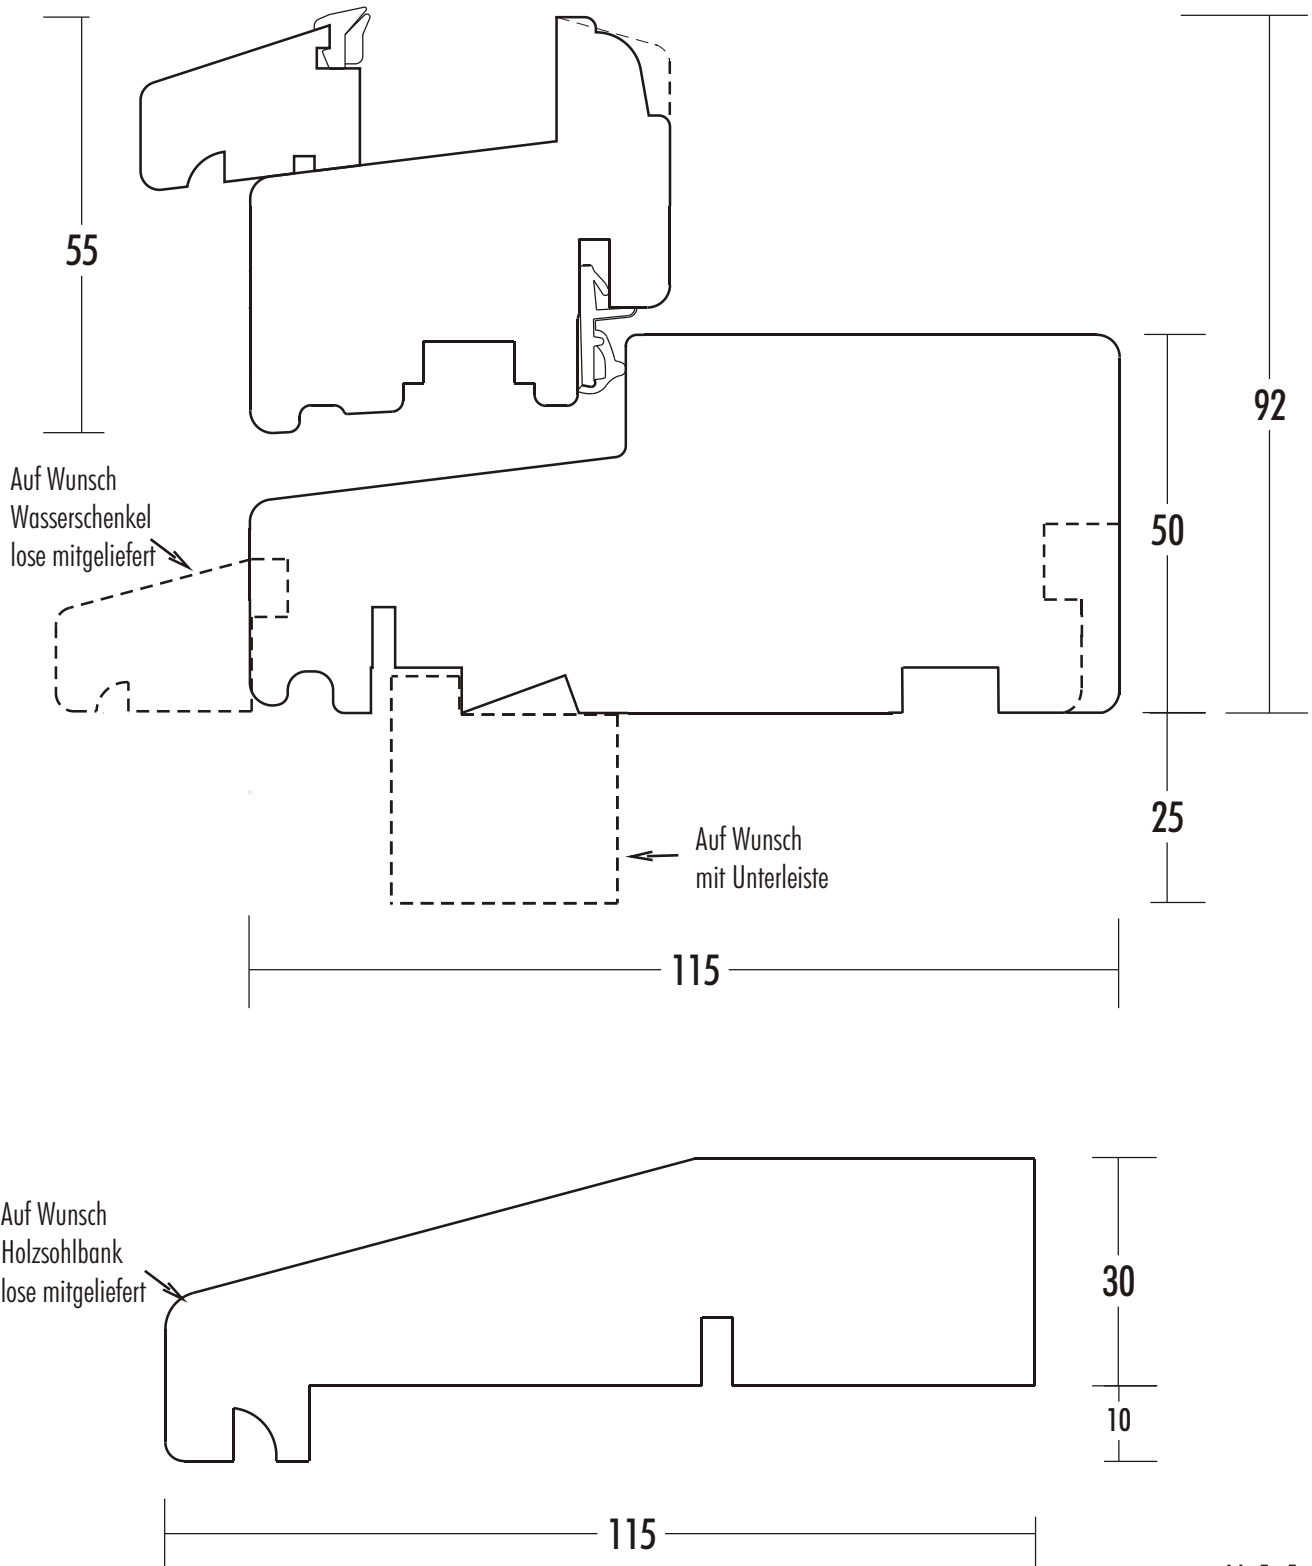 55
92
Auf Wunsch
Wasserschenkel
lose mitgeliefert
50
25
Auf Wunsch
mit Unterleiste
115
Auf Wunsch
Holzsohlbank
lose mitgeliefert
30
10
115